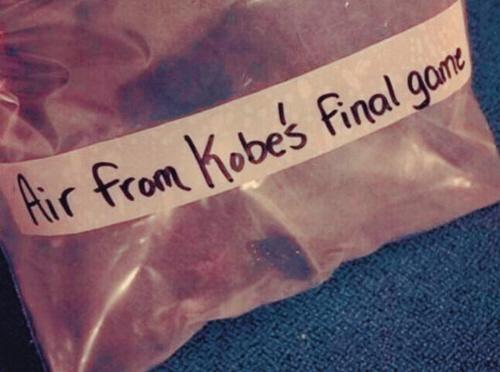 Air from Kobe's final game